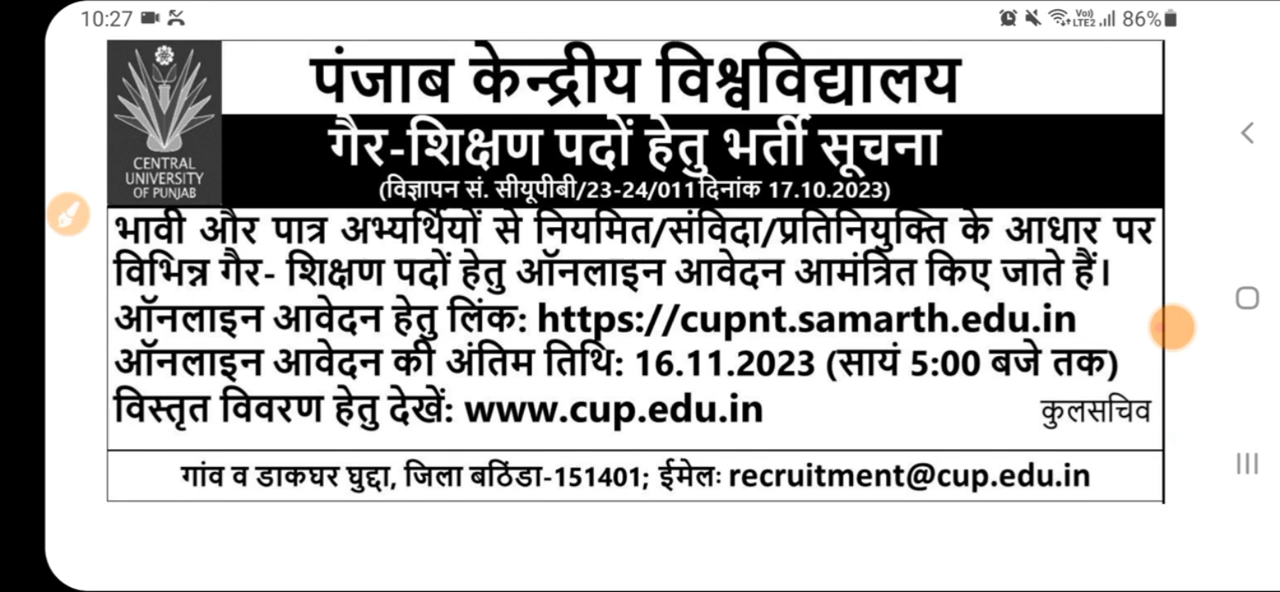 10:27
Vo)) LTE2 86%
CENTRAL
UNIVERSITY
OF PUNJAB
पंजाब केन्द्रीय विश्वविद्यालय
गैर-शिक्षण पदों हेतु भर्ती सूचना
(विज्ञापन सं. सीयूपीबी/23-24/011 दिनांक 17.10.2023)
भावी और पात्र अभ्यर्थियों से नियमित/संविदा/प्रतिनियुक्ति के आधार पर
विभिन्न गैर- शिक्षण पदों हेतु ऑनलाइन आवेदन आमंत्रित किए जाते हैं।
ऑनलाइन आवेदन हेतु लिंक: https://cupnt.samarth.edu.in
ऑनलाइन आवेदन की अंतिम तिथि: 16.11.2023 (सायं 5:00 बजे तक)
विस्तृत विवरण हेतु देखें: www.cup.edu.in कुलसचिव
गांव व डाकघर घुद्दा, जिला बठिंडा-151401; ईमेलः recruitment@cup.edu.in